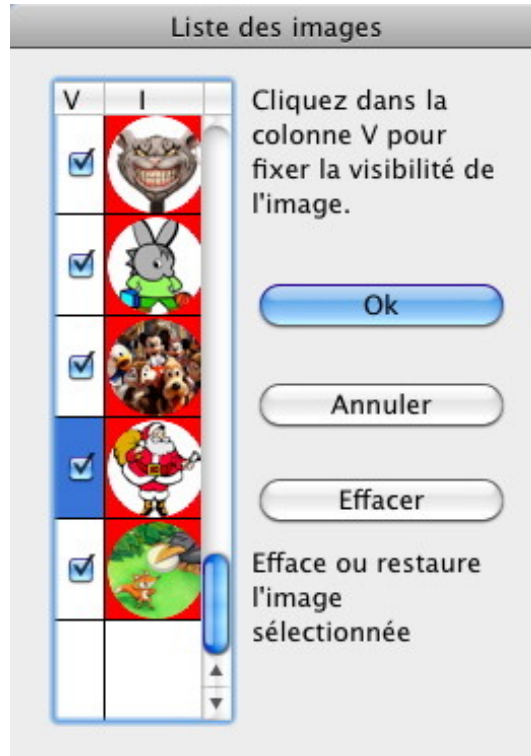 Liste des images
V I
Cliquez dans la
colonne V pour
fixer la visibilité de
l'image.
Ok
Annuler
Effacer
Efface ou restaure
l'image
sélectionnée